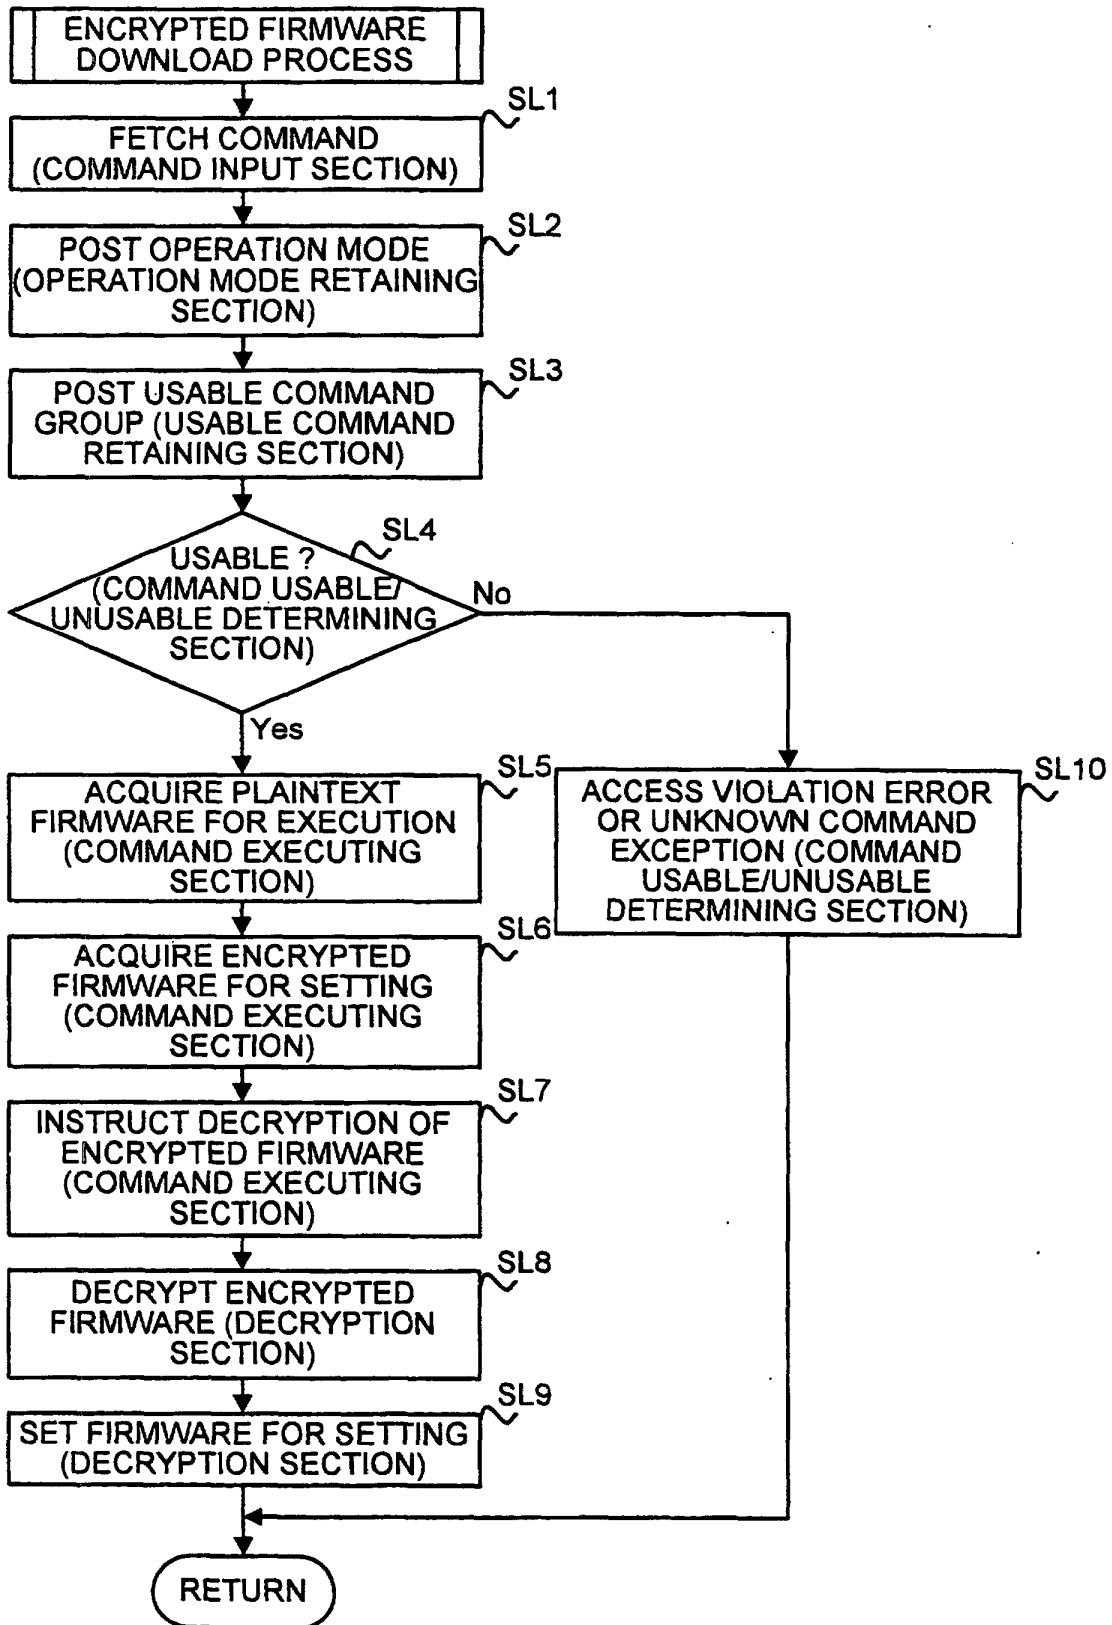 ENCRYPTED FIRMWARE
DOWNLOAD PROCESS
SL1
FETCH COMMAND
(COMMAND INPUT SECTION)
SL2
POST OPERATION MODE
(OPERATION MODE RETAINING
SECTION)
SL3
POST USABLE COMMAND
GROUP (USABLE COMMAND
RETAINING SECTION)
SL4
USABLE ?
(COMMAND USABLE/
UNUSABLE DETERMINING
SECTION)
No
Yes
SL5
ACQUIRE PLAINTEXT
FIRMWARE FOR EXECUTION
(COMMAND EXECUTING
SECTION)
SL10
ACCESS VIOLATION ERROR
OR UNKNOWN COMMAND
EXCEPTION (COMMAND
USABLE/UNUSABLE
DETERMINING SECTION)
SL6
ACQUIRE ENCRYPTED
FIRMWARE FOR SETTING
(COMMAND EXECUTING
SECTION)
SL7
INSTRUCT DECRYPTION OF
ENCRYPTED FIRMWARE
(COMMAND EXECUTING
SECTION)
SL8
DECRYPT ENCRYPTED
FIRMWARE (DECRYPTION
SECTION)
SL9
SET FIRMWARE FOR SETTING
(DECRYPTION SECTION)
RETURN